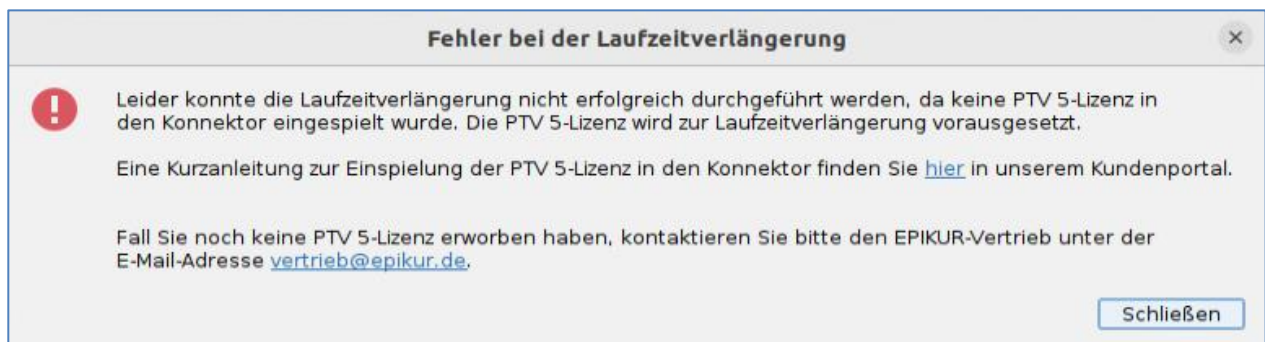 Fehler bei der Laufzeitverlängerung
Leider konnte die Laufzeitverlängerung nicht erfolgreich durchgeführt werden, da keine PTV 5-Lizenz in
den Konnektor eingespielt wurde. Die PTV 5-Lizenz wird zur Laufzeitverlängerung vorausgesetzt.
Eine Kurzanleitung zur Einspielung der PTV 5-Lizenz in den Konnektor finden Sie hier in unserem Kundenportal.
Fall Sie noch keine PTV 5-Lizenz erworben haben, kontaktieren Sie bitte den EPIKUR-Vertrieb unter der
E-Mail-Adresse vertrieb@epikur.de.
Schließen